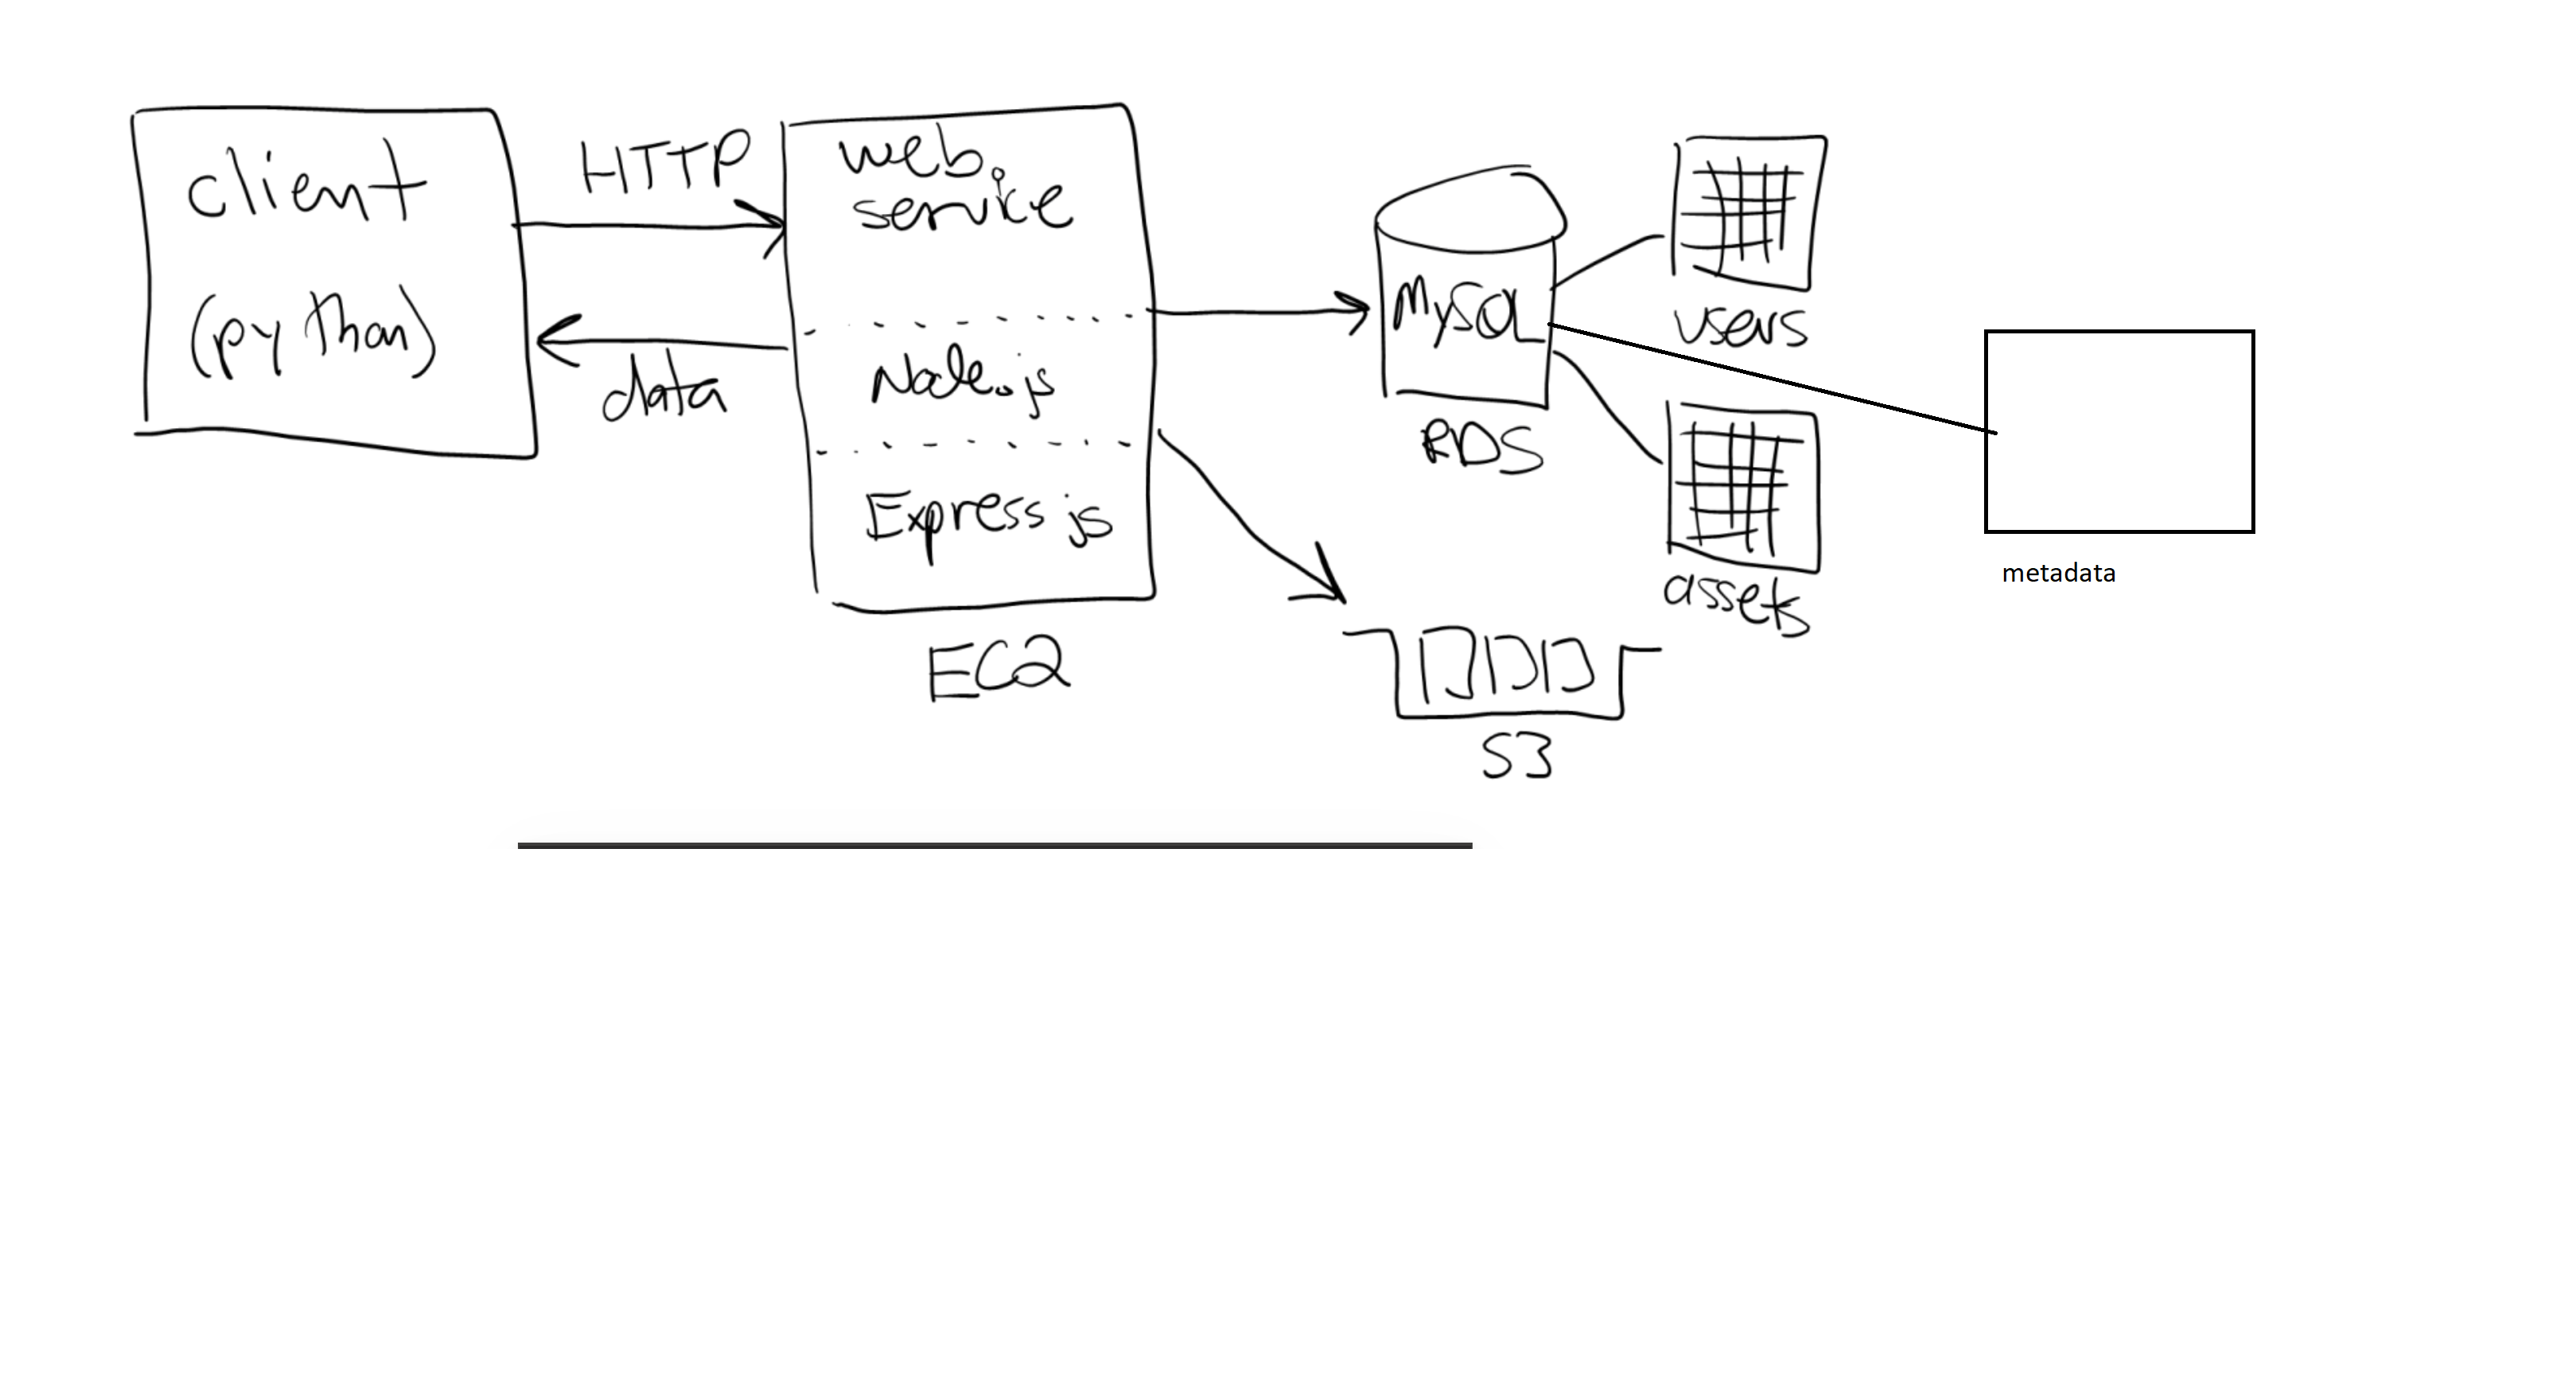 client
(python)
HTTP
data
web
service
Node.js
Express js
EC2
MySQL
RDS
users
assets
metadata
S3